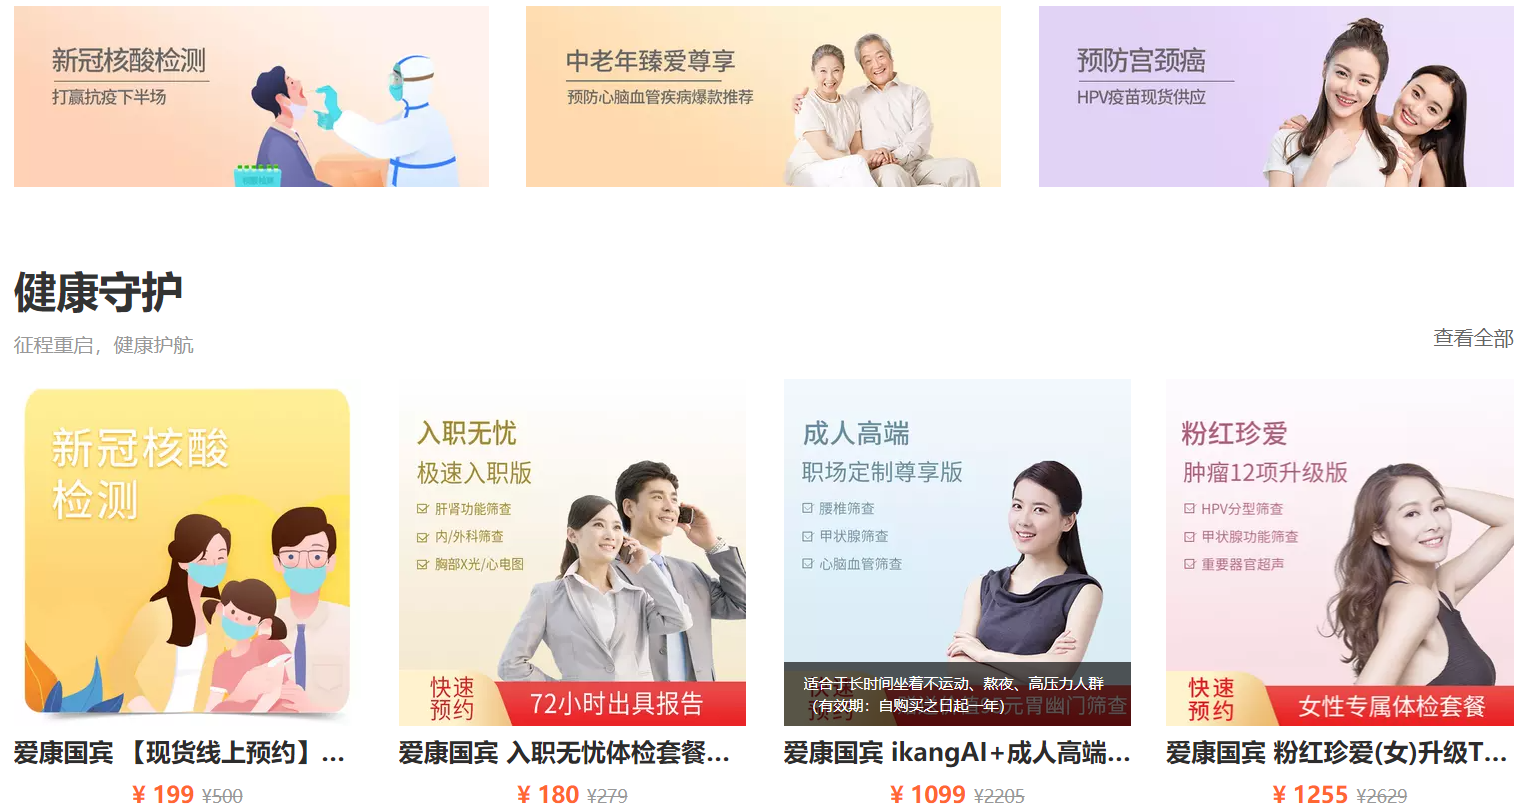 新冠核酸检测
打赢抗疫下半场
中老年臻爱尊享
预防心脑血管疾病爆款推荐
预防宫颈癌
HPV疫苗现货供应
健康守护
征程重启，健康护航
查看全部
新冠核酸
检测
入职无忧
极速入职版
肝肾功能筛查
内/外科筛查
胸部X光/心电图
快速
预约
72小时出具报告
成人高端
职场定制尊享版
腰椎筛查
甲状腺筛查
心脑血管筛查
适合于长时间坐着不运动、熬夜、高压力人群
（有效期：自购买之日起一年）
元胃幽门筛查
粉红珍爱
肿瘤12项升级版
HPV分型筛查
甲状腺功能筛查
重要器官超声
快速
预约
女性专属体检套餐
爱康国宾 【现货线上预约】...
¥ 199 ¥500
爱康国宾 入职无忧体检套餐...
¥ 180 ¥279
爱康国宾 ikangAI+成人高端...
¥ 1099 ¥2205
爱康国宾 粉红珍爱(女)升级T...
¥ 1255 ¥2629